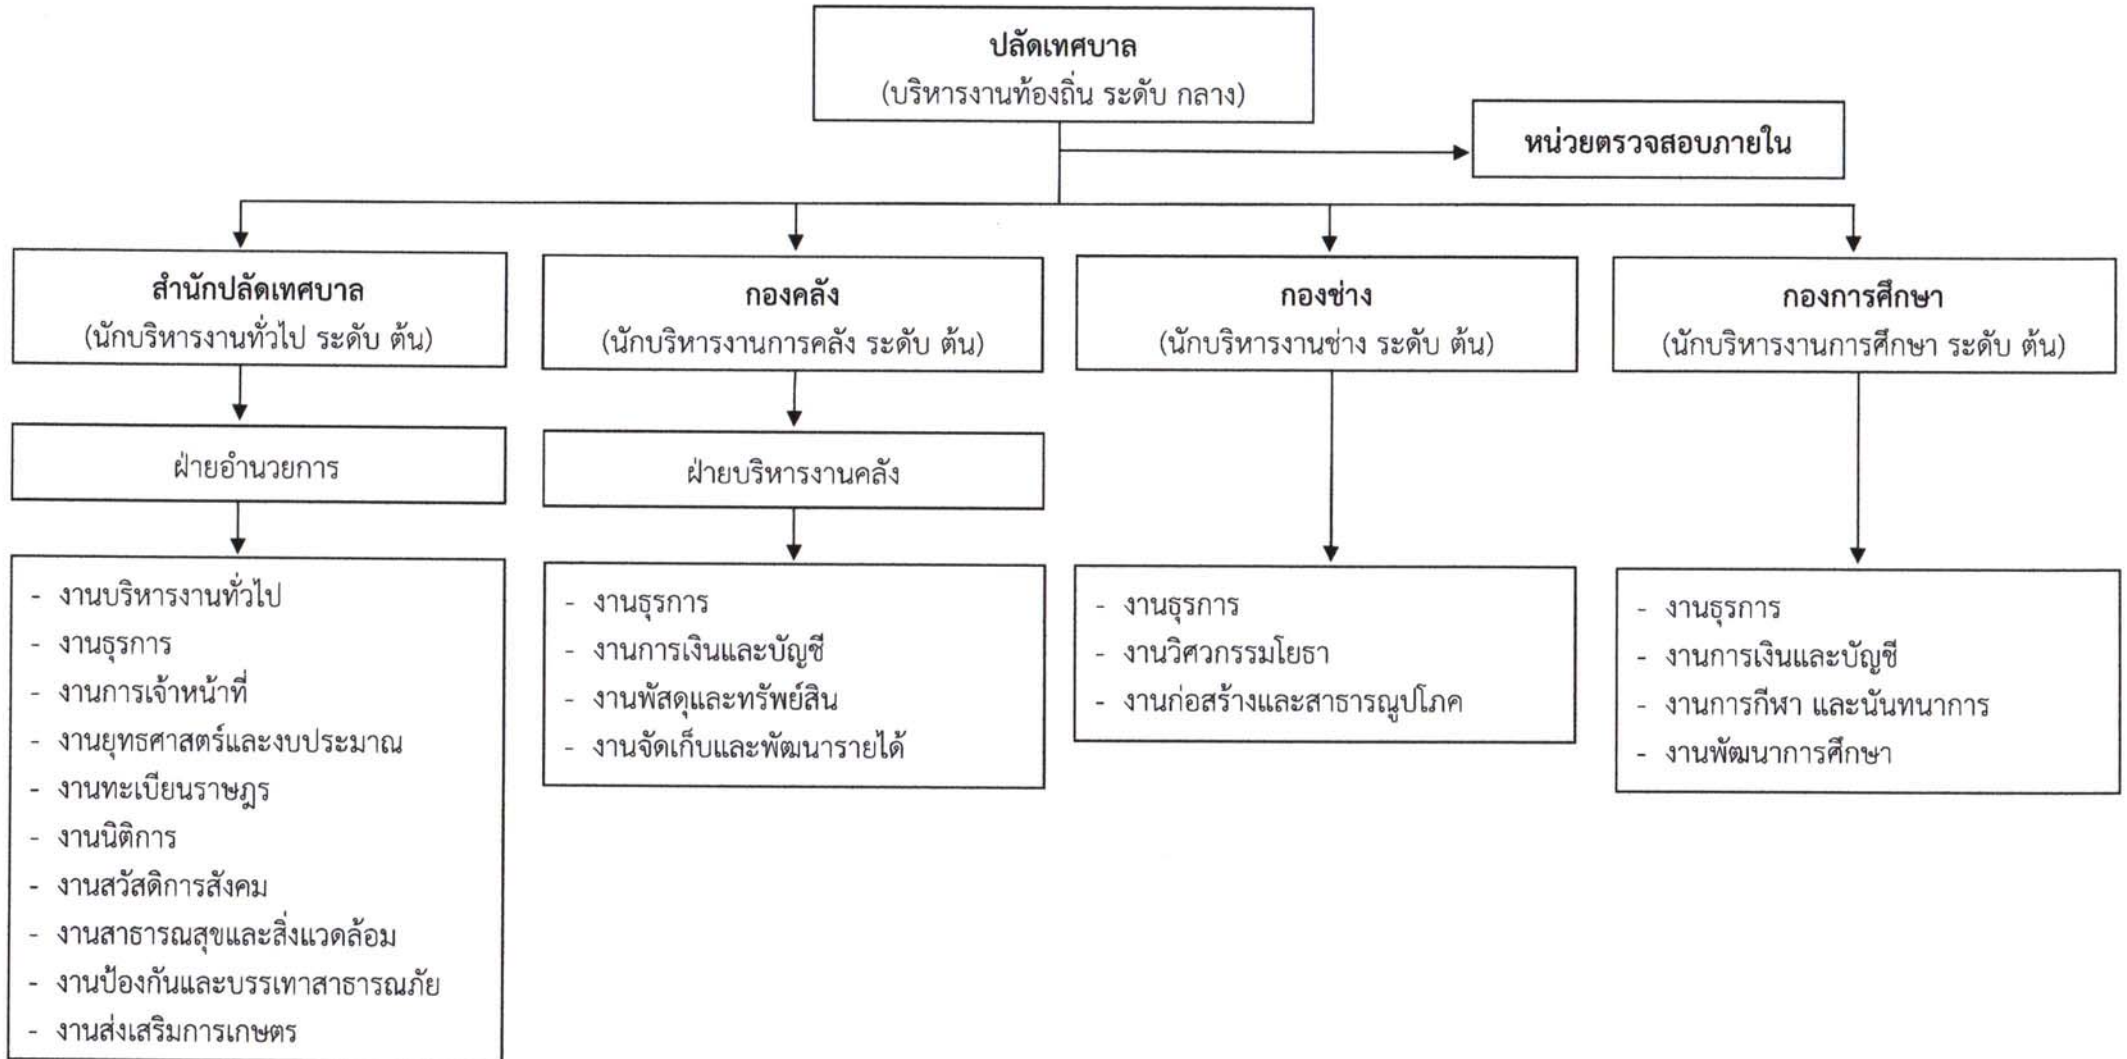 ปลัดเทศบาล
(บริหารงานท้องถิ่น ระดับ กลาง)
หน่วยตรวจสอบภายใน
สำนักปลัดเทศบาล
(นักบริหารงานทั่วไป ระดับ ต้น)
กองคลัง
(นักบริหารงานการคลัง ระดับ ต้น)
กองช่าง
(นักบริหารงานช่าง ระดับ ต้น)
กองการศึกษา
(นักบริหารงานการศึกษา ระดับ ต้น)
ฝ่ายอำนวยการ
ฝ่ายบริหารงานคลัง
- งานบริหารงานทั่วไป
- งานธุรการ
- งานการเจ้าหน้าที่
- งานยุทธศาสตร์และงบประมาณ
- งานทะเบียนราษฎร
- งานนิติการ
- งานสวัสดิการสังคม
- งานสาธารณสุขและสิ่งแวดล้อม
- งานป้องกันและบรรเทาสาธารณภัย
- งานส่งเสริมการเกษตร
- งานธุรการ
- งานการเงินและบัญชี
- งานพัสดุและทรัพย์สิน
- งานจัดเก็บและพัฒนารายได้
- งานธุรการ
- งานวิศวกรรมโยธา
- งานก่อสร้างและสาธารณูปโภค
- งานธุรการ
- งานการเงินและบัญชี
- งานการกีฬา และนันทนาการ
- งานพัฒนาการศึกษา